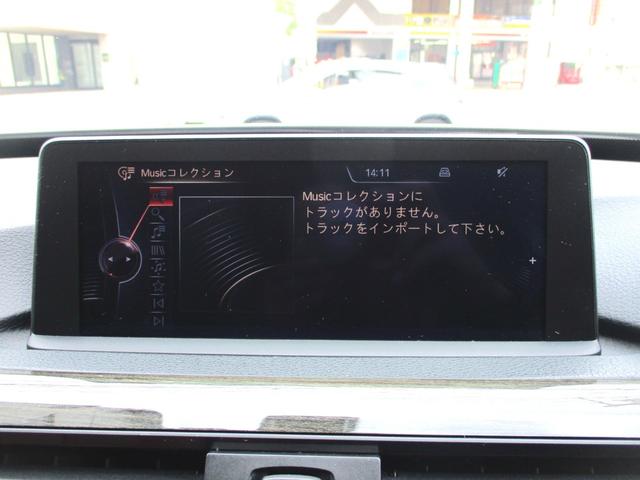 Musicコレクション
14:11
Musicコレクションに
トラックがありません。
トラックをインポートして下さい。